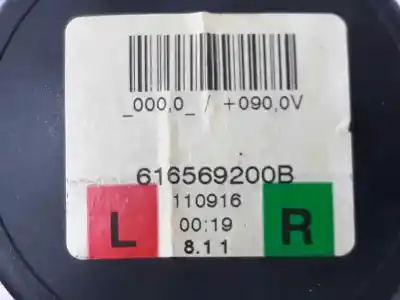 _000,0_ / +090,0V
616569200B
110916
L 00:19 R
8.11